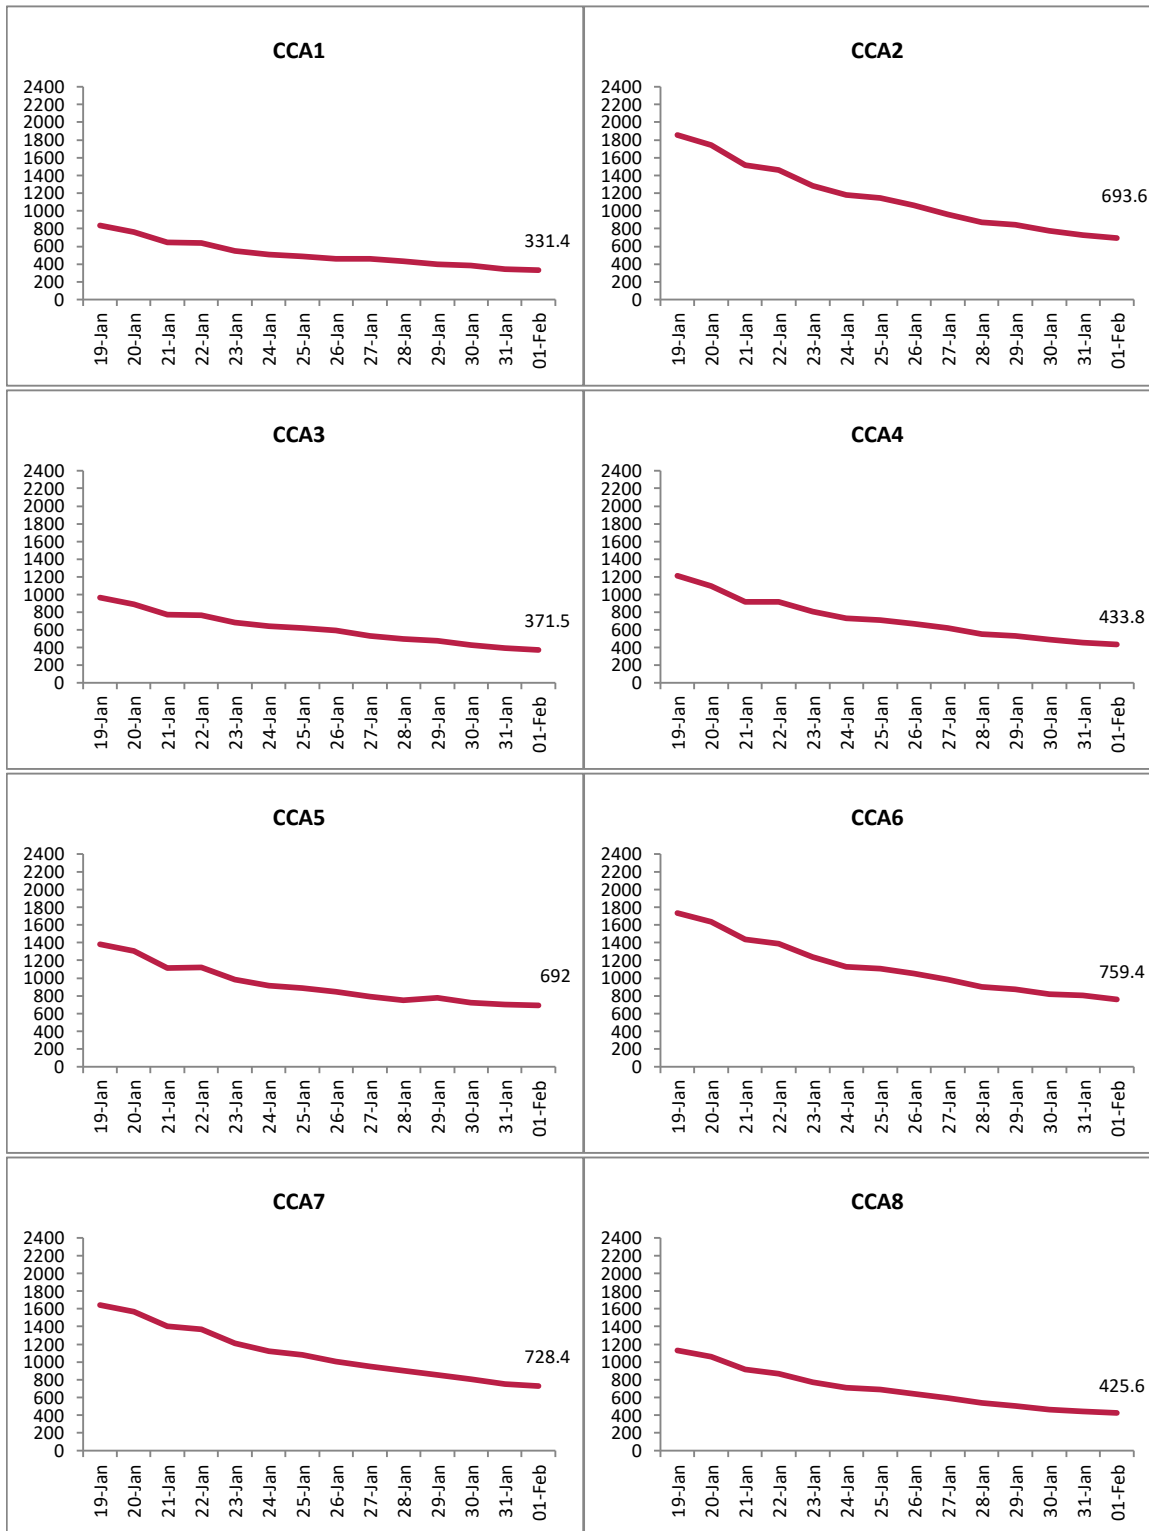 CCA1
2400
2200
2000
1800
1600
1400
1200
1000
800
600
400
200
0
331.4
19-Jan
20-Jan
21-Jan
22-Jan
23-Jan
24-Jan
25-Jan
26-Jan
27-Jan
28-Jan
29-Jan
30-Jan
31-Jan
01-Feb
CCA2
2400
2200
2000
1800
1600
1400
1200
1000
800
600
400
200
0
693.6
19-Jan
20-Jan
21-Jan
22-Jan
23-Jan
24-Jan
25-Jan
26-Jan
27-Jan
28-Jan
29-Jan
30-Jan
31-Jan
01-Feb
CCA3
2400
2200
2000
1800
1600
1400
1200
1000
800
600
400
200
0
371.5
19-Jan
20-Jan
21-Jan
22-Jan
23-Jan
24-Jan
25-Jan
26-Jan
27-Jan
28-Jan
29-Jan
30-Jan
31-Jan
01-Feb
CCA4
2400
2200
2000
1800
1600
1400
1200
1000
800
600
400
200
0
433.8
19-Jan
20-Jan
21-Jan
22-Jan
23-Jan
24-Jan
25-Jan
26-Jan
27-Jan
28-Jan
29-Jan
30-Jan
31-Jan
01-Feb
CCA5
2400
2200
2000
1800
1600
1400
1200
1000
800
600
400
200
0
692
19-Jan
20-Jan
21-Jan
22-Jan
23-Jan
24-Jan
25-Jan
26-Jan
27-Jan
28-Jan
29-Jan
30-Jan
31-Jan
01-Feb
CCA6
2400
2200
2000
1800
1600
1400
1200
1000
800
600
400
200
0
759.4
19-Jan
20-Jan
21-Jan
22-Jan
23-Jan
24-Jan
25-Jan
26-Jan
27-Jan
28-Jan
29-Jan
30-Jan
31-Jan
01-Feb
CCA7
2400
2200
2000
1800
1600
1400
1200
1000
800
600
400
200
0
728.4
19-Jan
20-Jan
21-Jan
22-Jan
23-Jan
24-Jan
25-Jan
26-Jan
27-Jan
28-Jan
29-Jan
30-Jan
31-Jan
01-Feb
CCA8
2400
2200
2000
1800
1600
1400
1200
1000
800
600
400
200
0
425.6
19-Jan
20-Jan
21-Jan
22-Jan
23-Jan
24-Jan
25-Jan
26-Jan
27-Jan
28-Jan
29-Jan
30-Jan
31-Jan
01-Feb